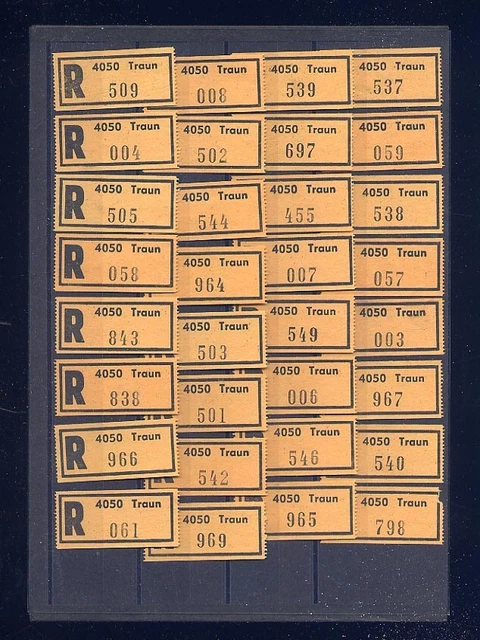 R 4050 Traun
509
4050 Traun
008
4050 Traun
539
4050 Traun
537
R 4050 Traun
004
4050 Traun
502
4050 Traun
697
4050 Traun
059
R 4050 Traun
505
4050 Traun
544
4050 Traun
455
4050 Traun
538
R 4050 Traun
058
4050 Traun
964
4050 Traun
007
4050 Traun
057
R 4050 Traun
843
4050 Traun
503
4050 Traun
549
4050 Traun
003
R 4050 Traun
838
4050 Traun
501
4050 Traun
006
4050 Traun
967
R 4050 Traun
966
4050 Traun
542
4050 Traun
546
4050 Traun
540
R 4050 Traun
061
4050 Traun
969
4050 Traun
965
4050 Traun
798